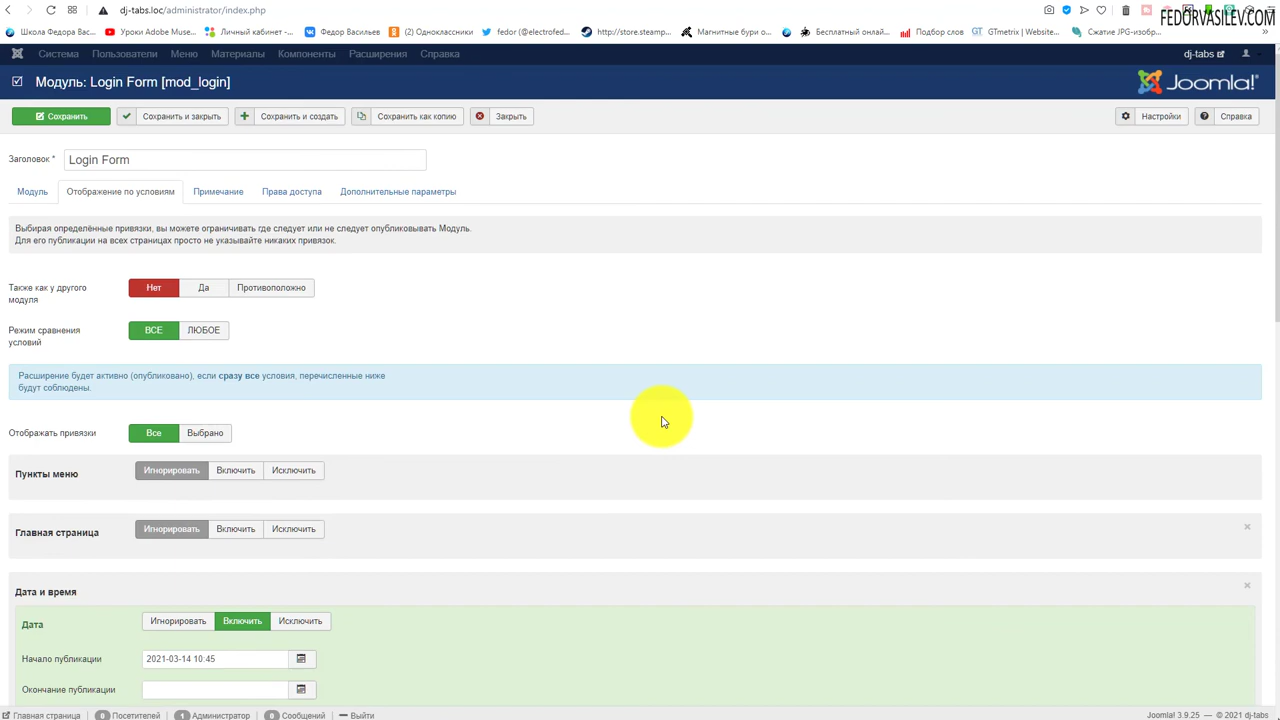 dj-tabs.loc/administrator/index.php
FEDORVASILEV.COM
Школа Федора Вас... Уроки Adobe Muse... Личный кабинет -... Федор Васильев (2) Одноклассники fedor (@electrofed... http://store.steamp... Магнитные бури о... Бесплатный онлай... Подбор слов GTmetrix | Website... Сжатие JPG-изобр... »
Система Пользователи Меню Материалы Компоненты Расширения Справка dj-tabs
Модуль: Login Form [mod_login] Joomla!®
Сохранить Сохранить и закрыть Сохранить и создать Сохранить как копию Закрыть Настройки Справка
Заголовок * Login Form
Модуль Отображение по условиям Примечание Права доступа Дополнительные параметры
Выбирая определённые привязки, вы можете ограничивать где следует или не следует опубликовывать Модуль.
Для его публикации на всех страницах просто не указывайте никаких привязок.
Также как у другого модуля Нет Да Противоположно
Режим сравнения условий ВСЕ ЛЮБОЕ
Расширение будет активно (опубликовано), если сразу все условия, перечисленные ниже
будут соблюдены.
Отображать привязки Все Выбрано
Пункты меню Игнорировать Включить Исключить
Главная страница Игнорировать Включить Исключить ×
Дата и время ×
Дата Игнорировать Включить Исключить
Начало публикации 2021-03-14 10:45
Окончание публикации
Главная страница 0 Посетителей 1 Администратор 0 Сообщений Выйти Joomla! 3.9.25 — © 2021 dj-tabs